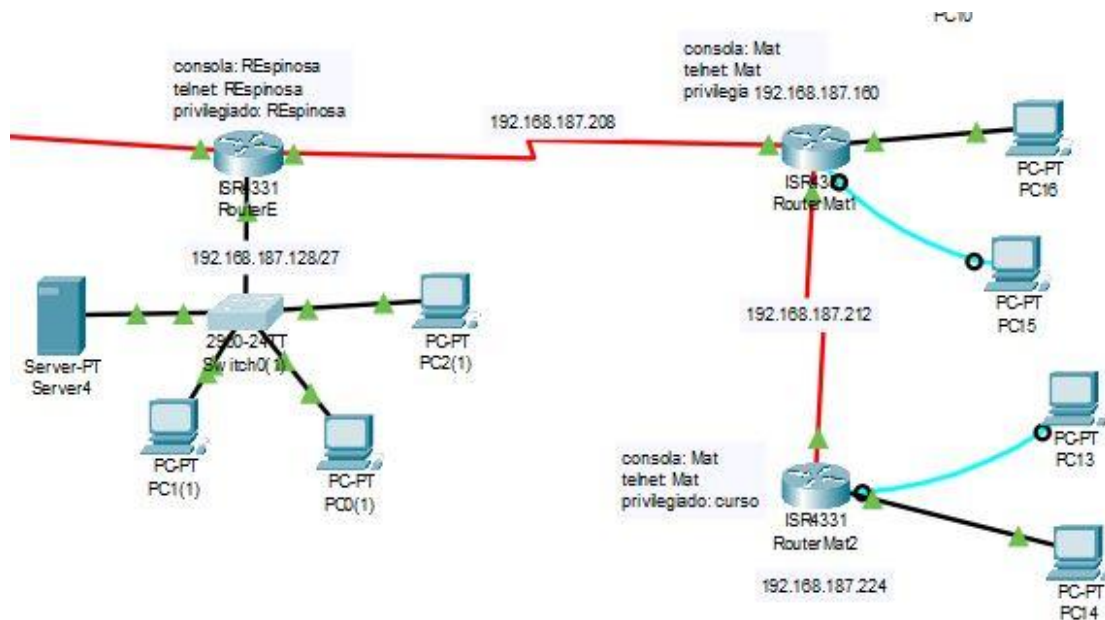 consola: REspinosa
telnet: REspinosa
privilegiado: REspinosa
ISR4331
RouterE
192.168.187.128/27
Server-PT
Server4
2950-24TT
Switch0(1)
PC-PT
PC2(1)
PC-PT
PC1(1)
PC-PT
PC0(1)
192.168.187.208
PC10
consola: Mat
telnet: Mat
privilegia 192.168.187.160
RouterMat1
PC-PT
PC16
PC-PT
PC15
192.168.187.212
consola: Mat
telnet: Mat
privilegiado: curso
ISR4331
RouterMat2
192.168.187.224
PC-PT
PC13
PC-PT
PC14